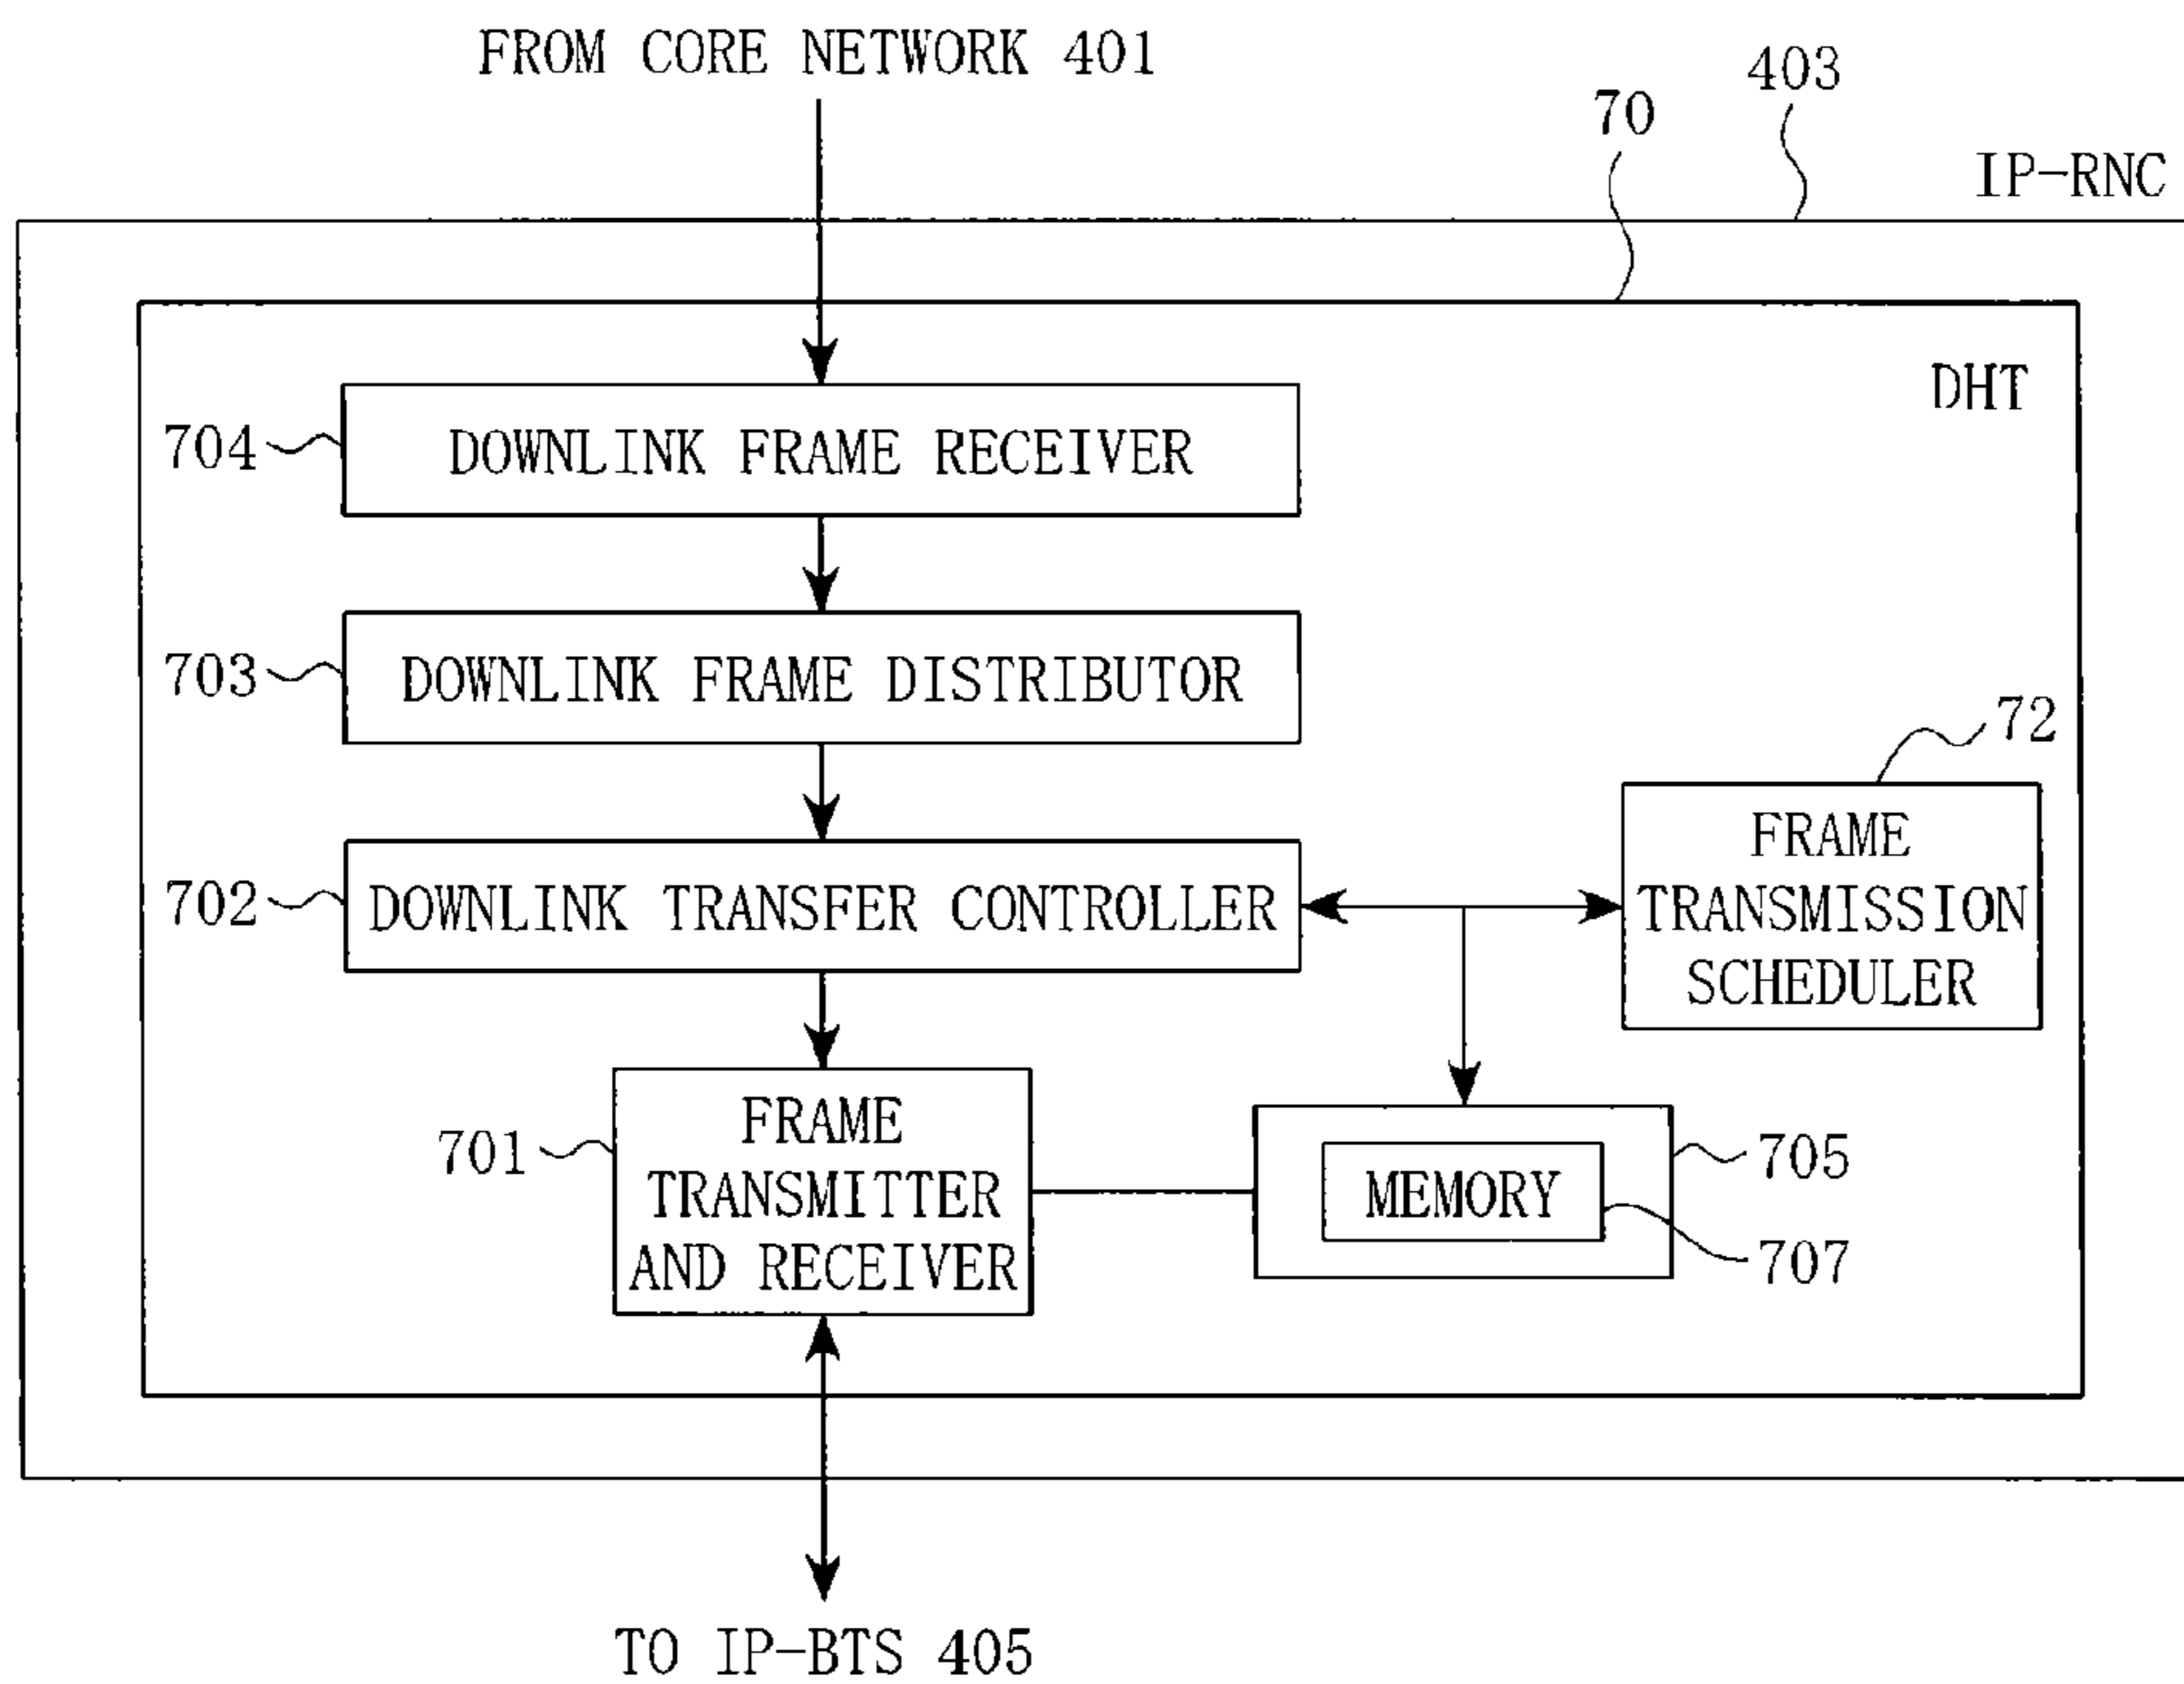 FROM CORE NETWORK 401
403
70
IP-RNC
DHT
704
DOWNLINK FRAME RECEIVER
703
DOWNLINK FRAME DISTRIBUTOR
72
702
DOWNLINK TRANSFER CONTROLLER
FRAME
TRANSMISSION
SCHEDULER
701
FRAME
TRANSMITTER
AND RECEIVER
MEMORY
705
707
TO IP-BTS 405